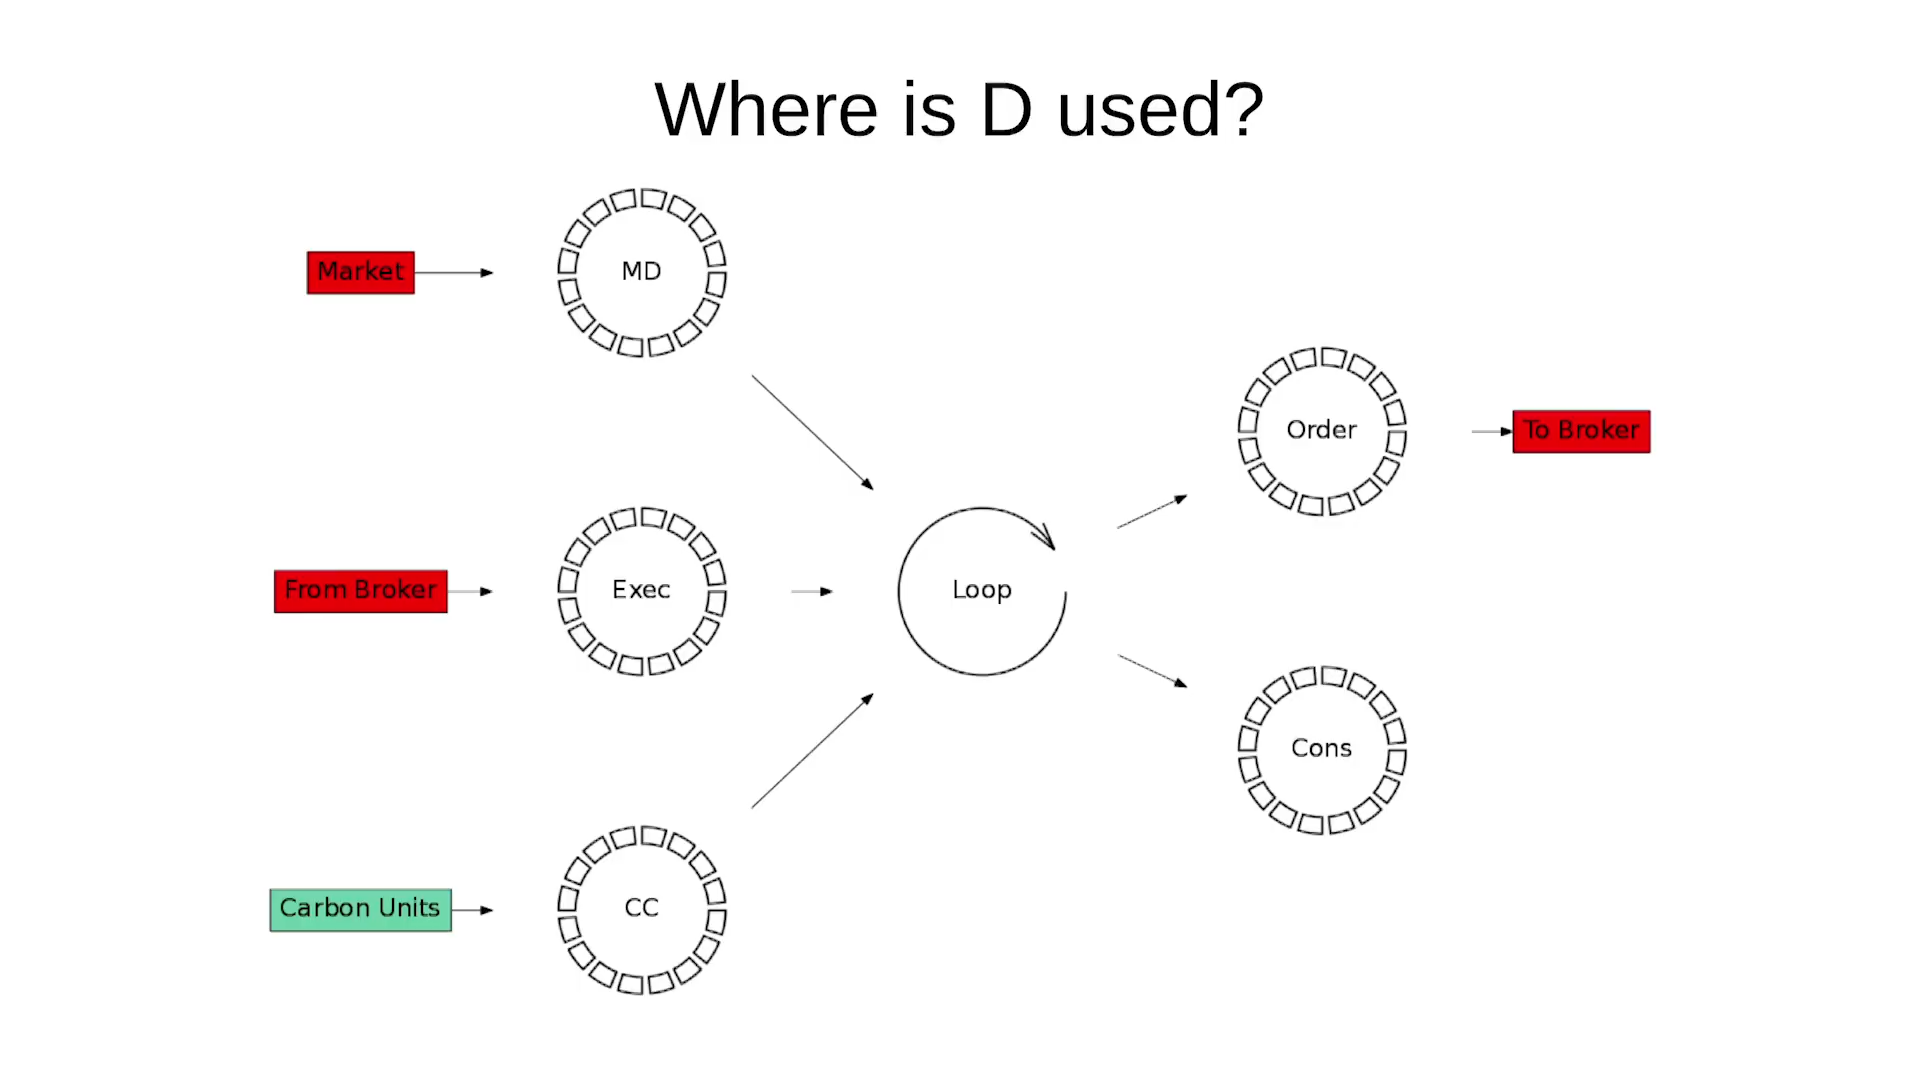 Where is D used?
Market
MD
Order
To Broker
From Broker
Exec
Loop
Cons
Carbon Units
CC